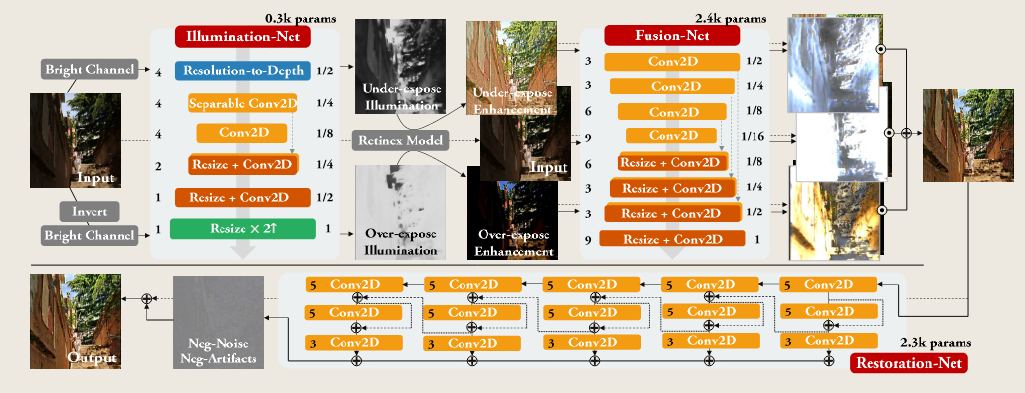 0.3k params
Illumination-Net
Bright Channel
4 Resolution-to-Depth 1/2
4 Separable Conv2D 1/4
4 Conv2D 1/8
2 Resize + Conv2D 1/4
1 Resize + Conv2D 1/2
1 Resize × 2↑ 1
Input
Invert
Bright Channel
Under-expose
Illumination
Retinex Model
Over-expose
Illumination
Under-expose
Enhancement
Input
Over-expose
Enhancement
2.4k params
Fusion-Net
3 Conv2D 1/2
3 Conv2D 1/4
6 Conv2D 1/8
9 Conv2D 1/16
6 Resize + Conv2D 1/8
3 Resize + Conv2D 1/4
3 Resize + Conv2D 1/2
9 Resize + Conv2D 1
Output
Neg-Noise
Neg-Artifacts
5 Conv2D 5 Conv2D 5 Conv2D 5 Conv2D 5 Conv2D
5 Conv2D 5 Conv2D 5 Conv2D 5 Conv2D 5 Conv2D
3 Conv2D 3 Conv2D 3 Conv2D 3 Conv2D 3 Conv2D
2.3k params
Restoration-Net